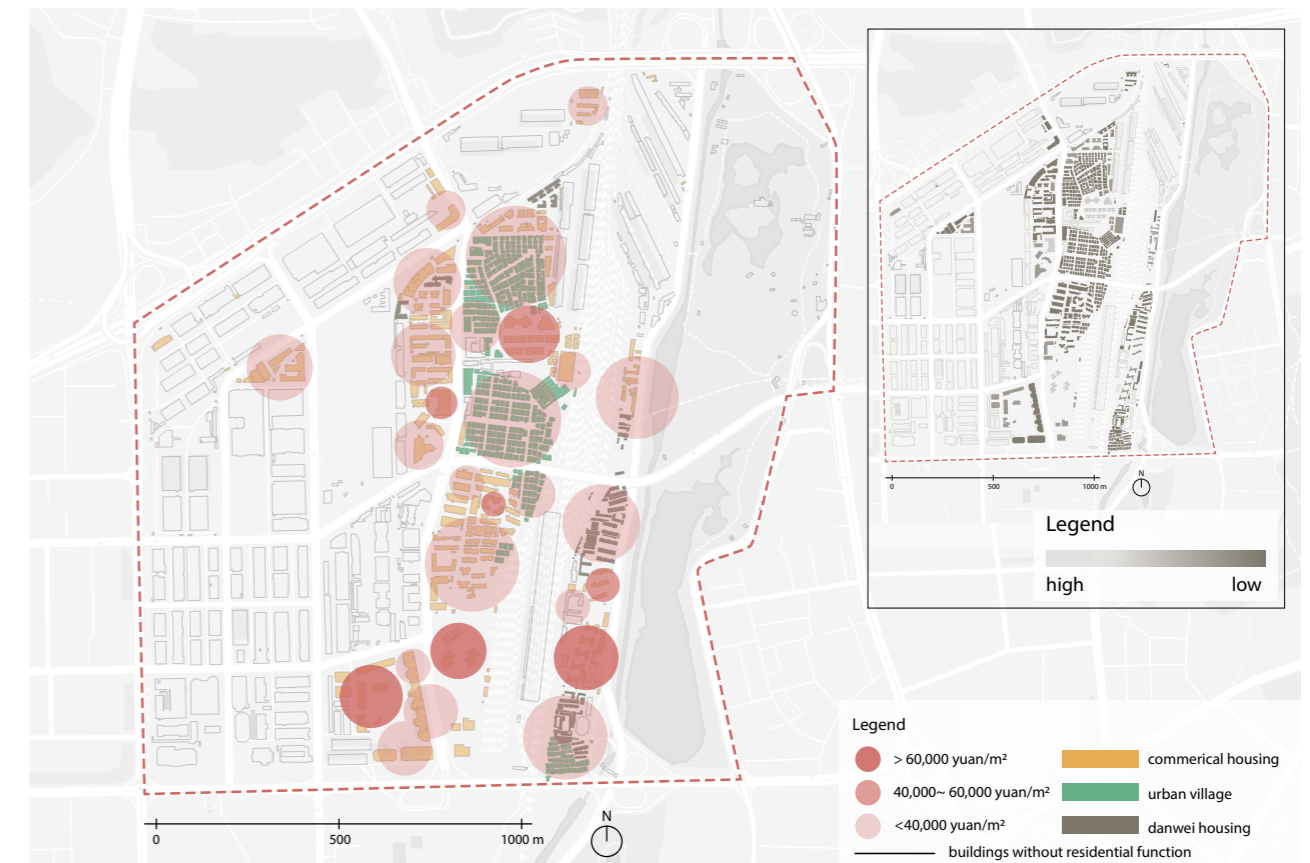 N
0
500
1000 m
Legend
high
low
Legend
> 60,000 yuan/m²
commerical housing
40,000~ 60,000 yuan/m²
urban village
<40,000 yuan/m²
danwei housing
buildings without residential function
0
500
1000 m
N